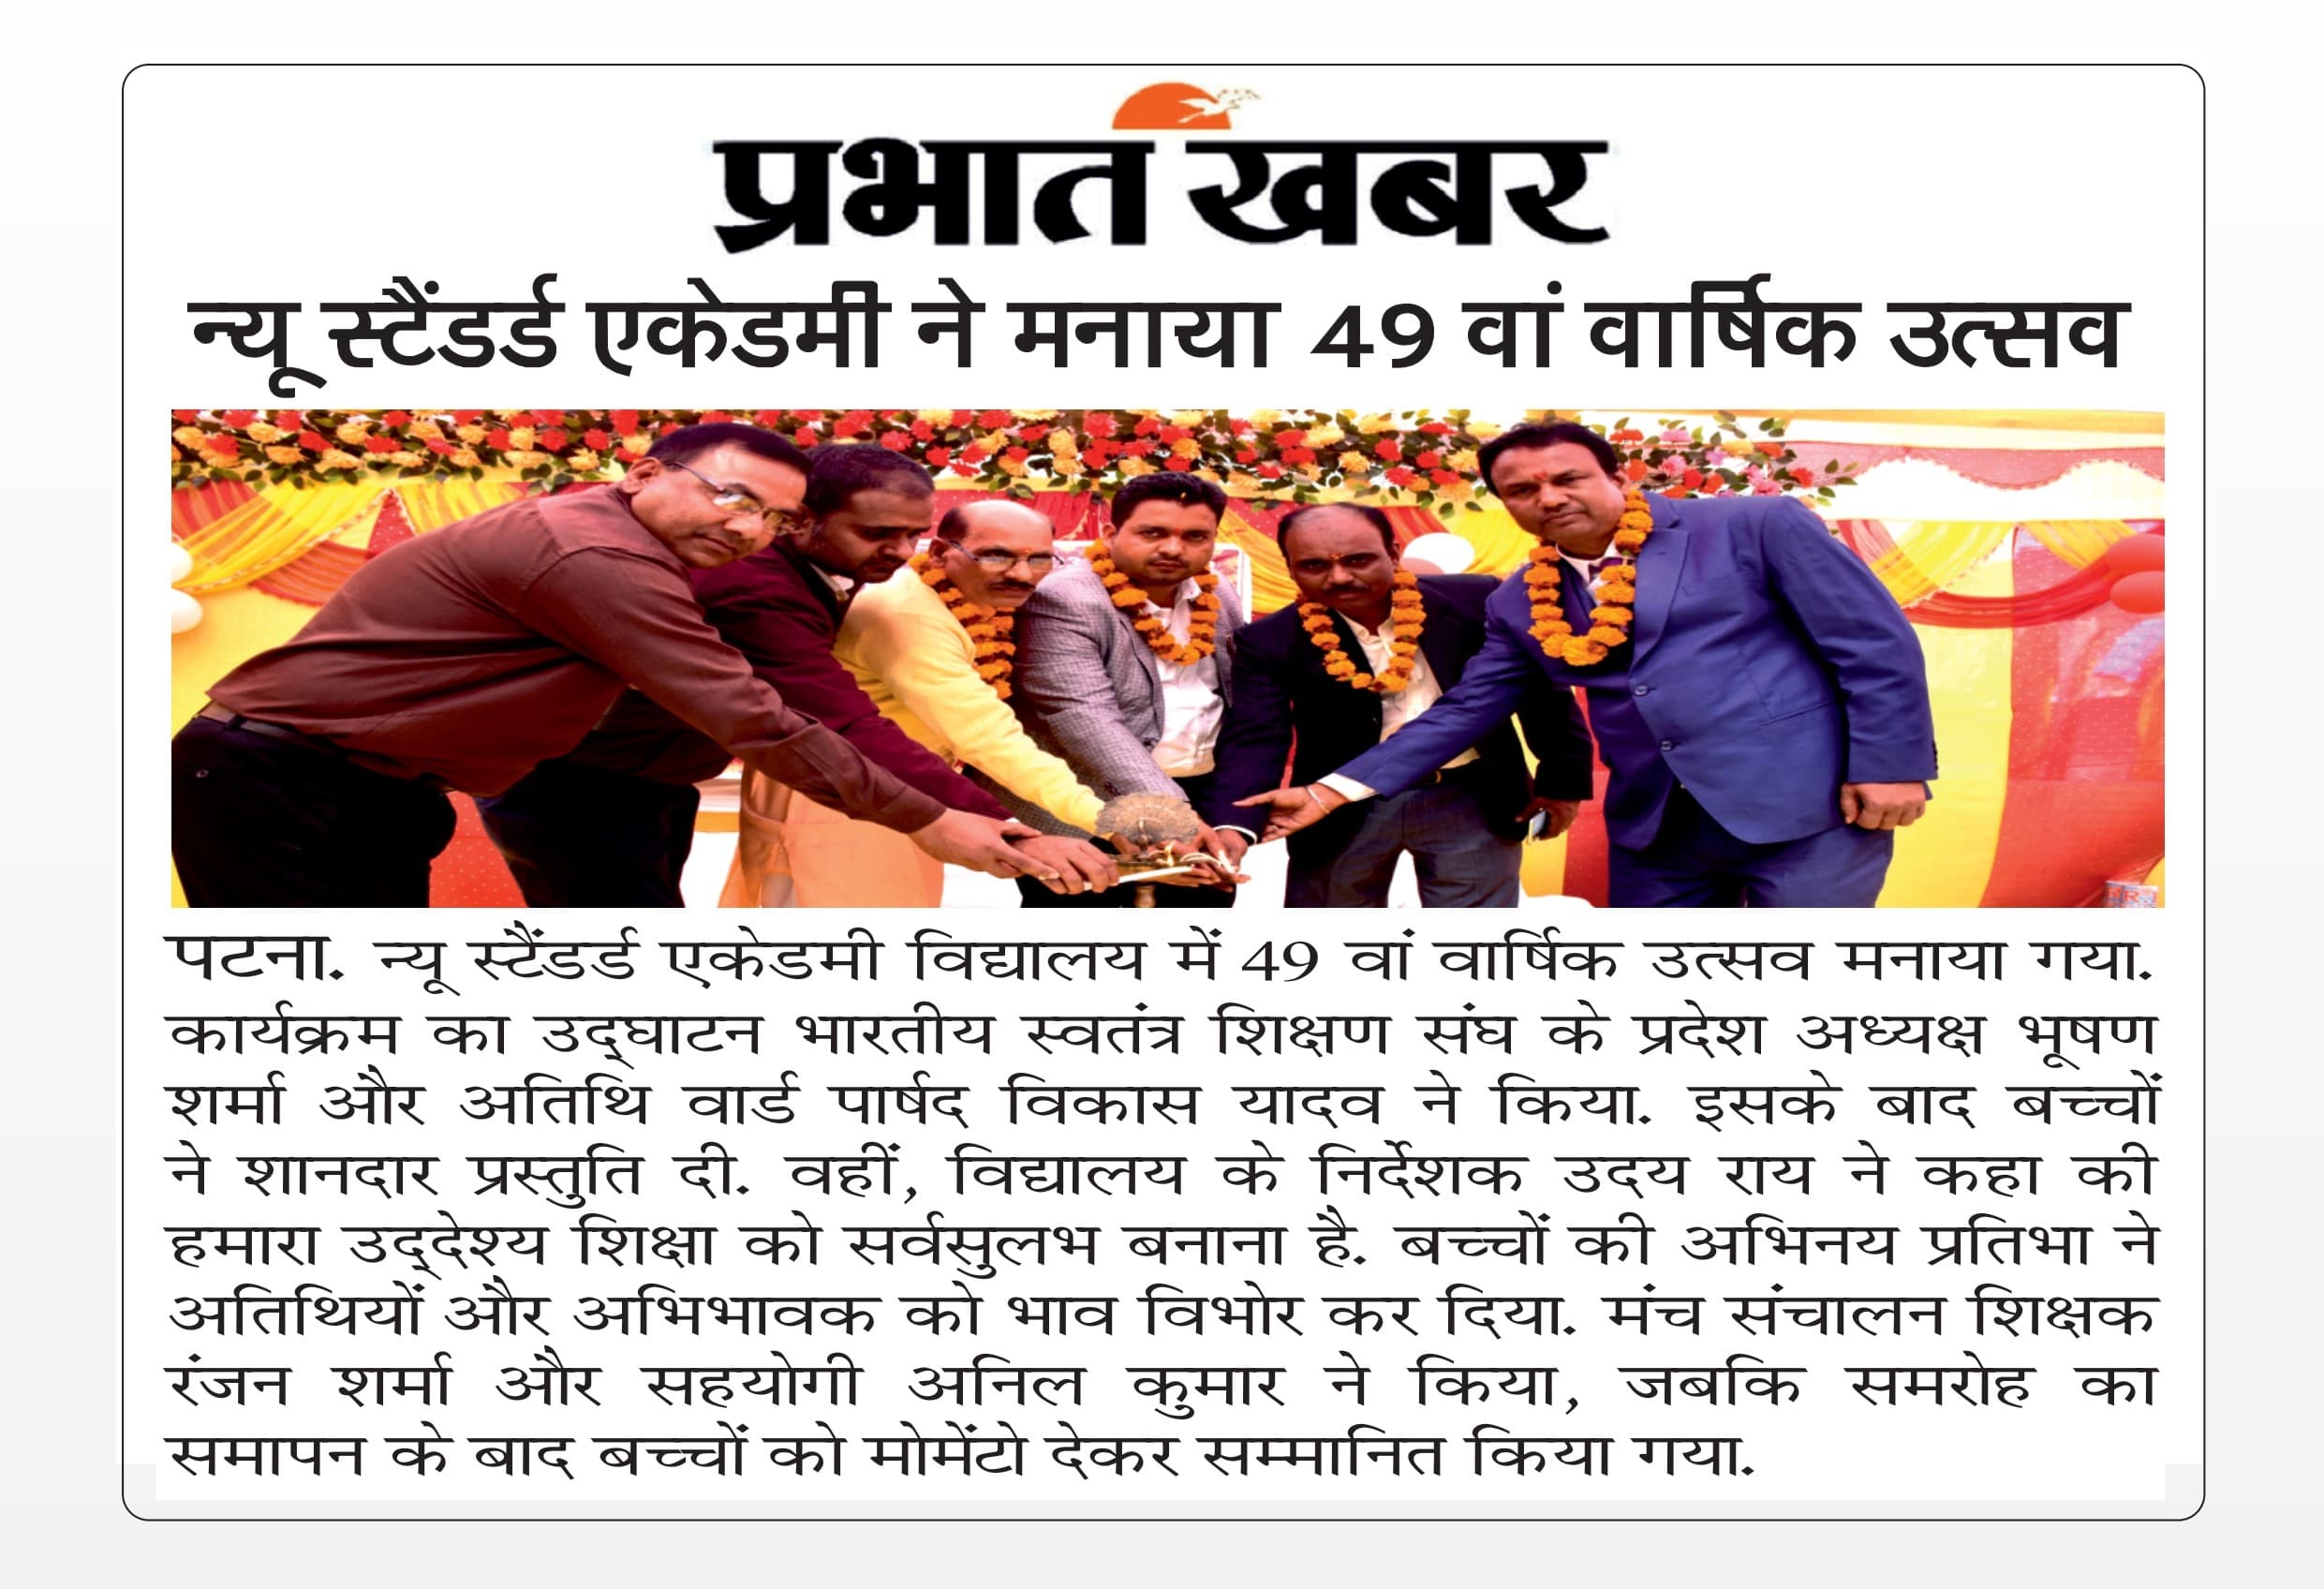 प्रभात खबर
न्यू स्टैंडर्ड एकेडमी ने मनाया 49 वां वार्षिक उत्सव
पटना. न्यू स्टैंडर्ड एकेडमी विद्यालय में 49 वां वार्षिक उत्सव मनाया गया.
कार्यक्रम का उद्घाटन भारतीय स्वतंत्र शिक्षण संघ के प्रदेश अध्यक्ष भूषण
शर्मा और अतिथि वार्ड पार्षद विकास यादव ने किया. इसके बाद बच्चों
ने शानदार प्रस्तुति दी. वहीं, विद्यालय के निर्देशक उदय राय ने कहा की
हमारा उद्देश्य शिक्षा को सर्वसुलभ बनाना है. बच्चों की अभिनय प्रतिभा ने
अतिथियों और अभिभावक को भाव विभोर कर दिया. मंच संचालन शिक्षक
रंजन शर्मा और सहयोगी अनिल कुमार ने किया, जबकि समरोह का
समापन के बाद बच्चों को मोमेंटो देकर सम्मानित किया गया.